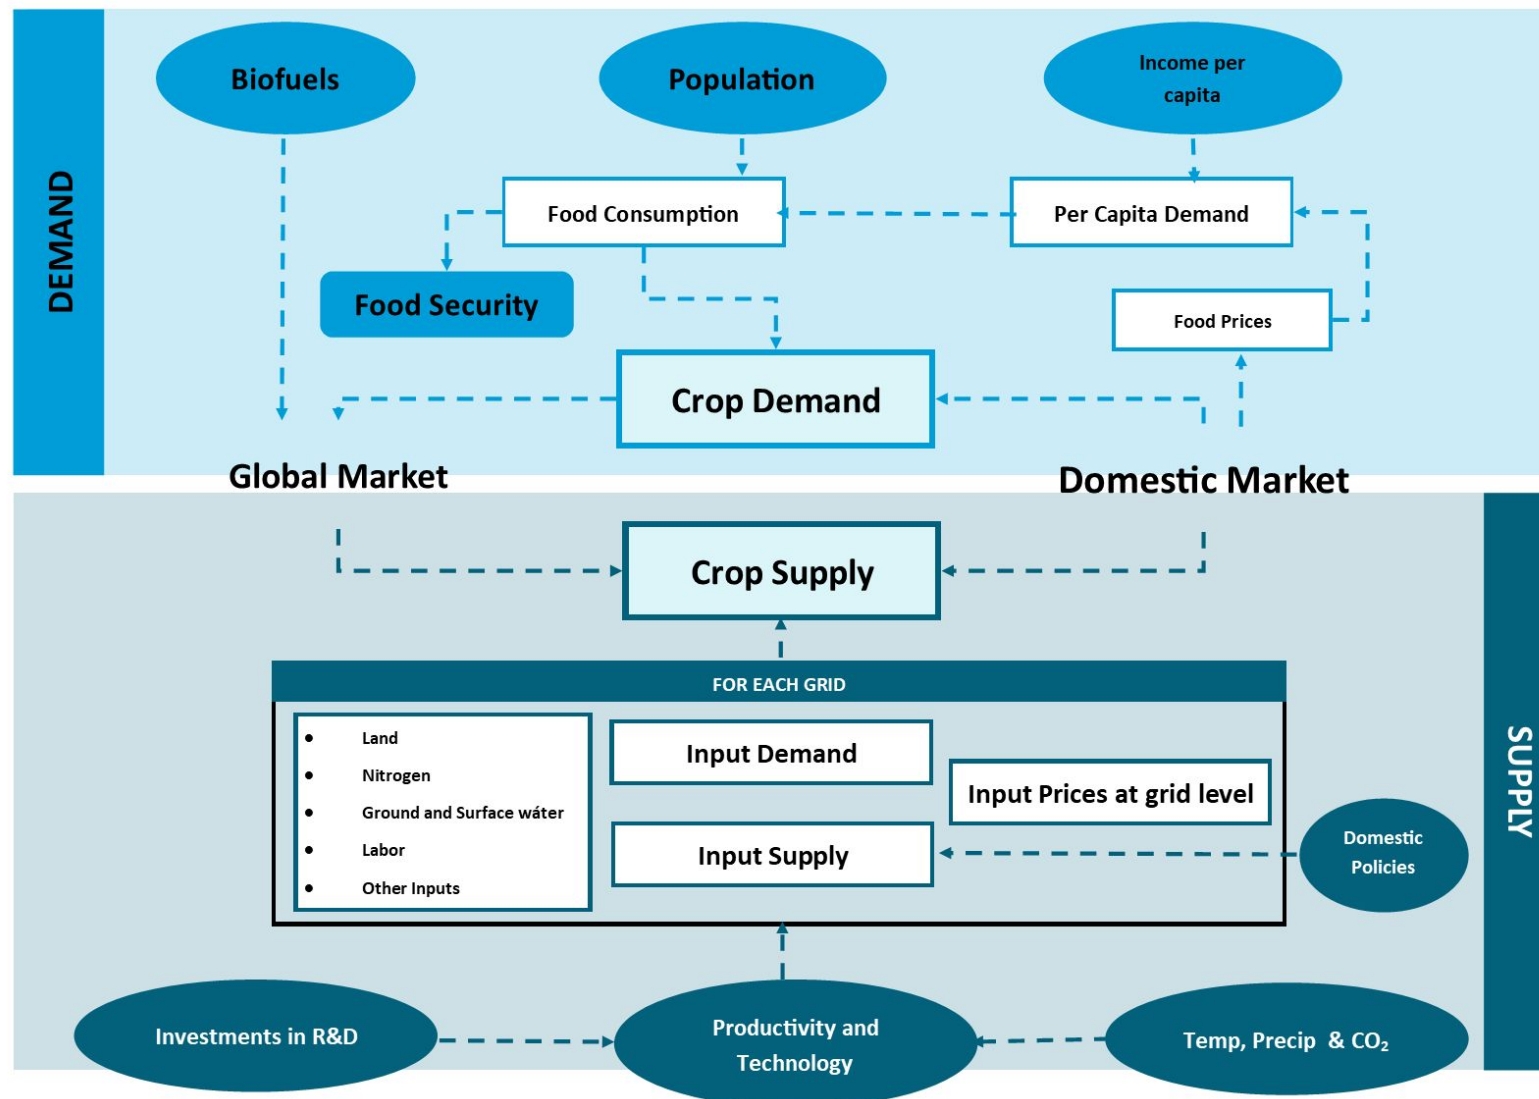 DEMAND
Biofuels
Population
Income per
capita
Food Consumption
Per Capita Demand
Food Security
Food Prices
Crop Demand
Global Market
Domestic Market
Crop Supply
SUPPLY
FOR EACH GRID
• Land
• Nitrogen
• Ground and Surface wáter
• Labor
• Other Inputs
Input Demand
Input Prices at grid level
Input Supply
Domestic
Policies
Investments in R&D
Productivity and
Technology
Temp, Precip & CO₂